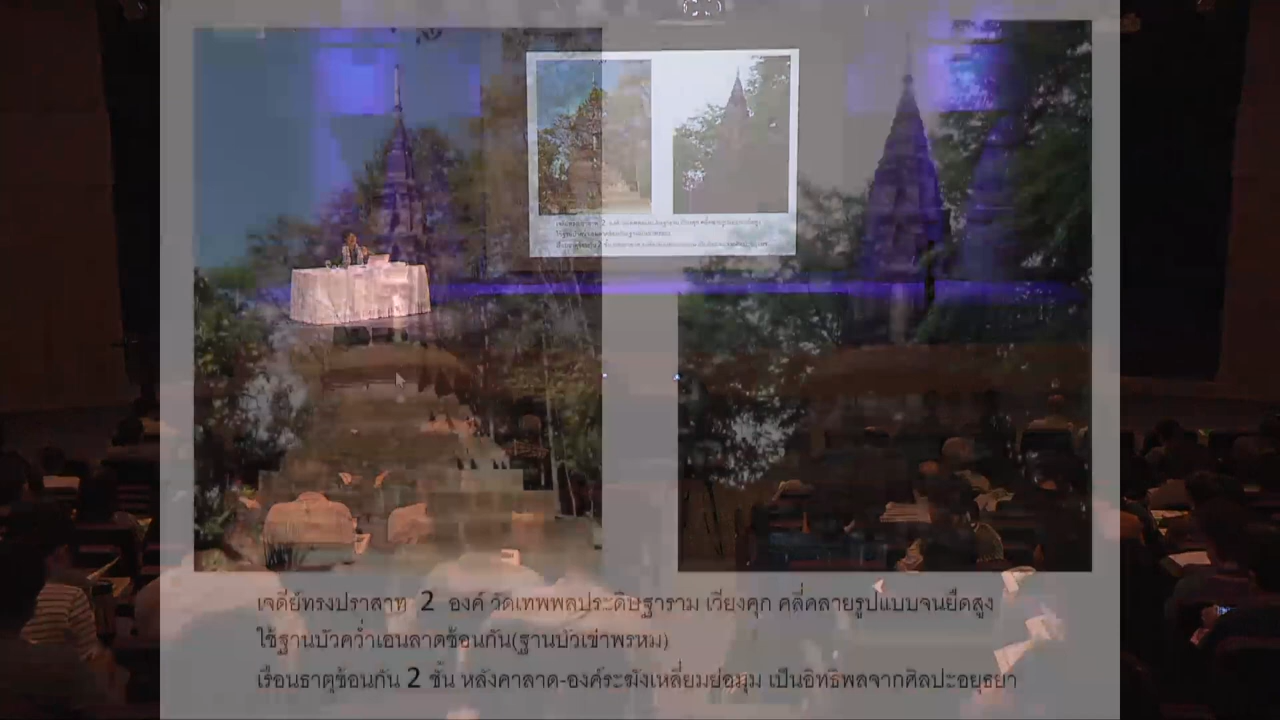 เจดีย์ทรงปราสาท 2 องค์ วัดเทพพลประดิษฐาราม เวียงคุก คลี่คลายรูปแบบจนยืดสูง
ใช้ฐานบัวคว่ำเอนลาดซ้อนกัน(ฐานบัวเข่าพรหม)
เรือนธาตุซ้อนกัน 2 ชั้น หลังคาลาด-องค์ระฆังเหลี่ยมย่อมุม เป็นอิทธิพลจากศิลปะอยุธยา